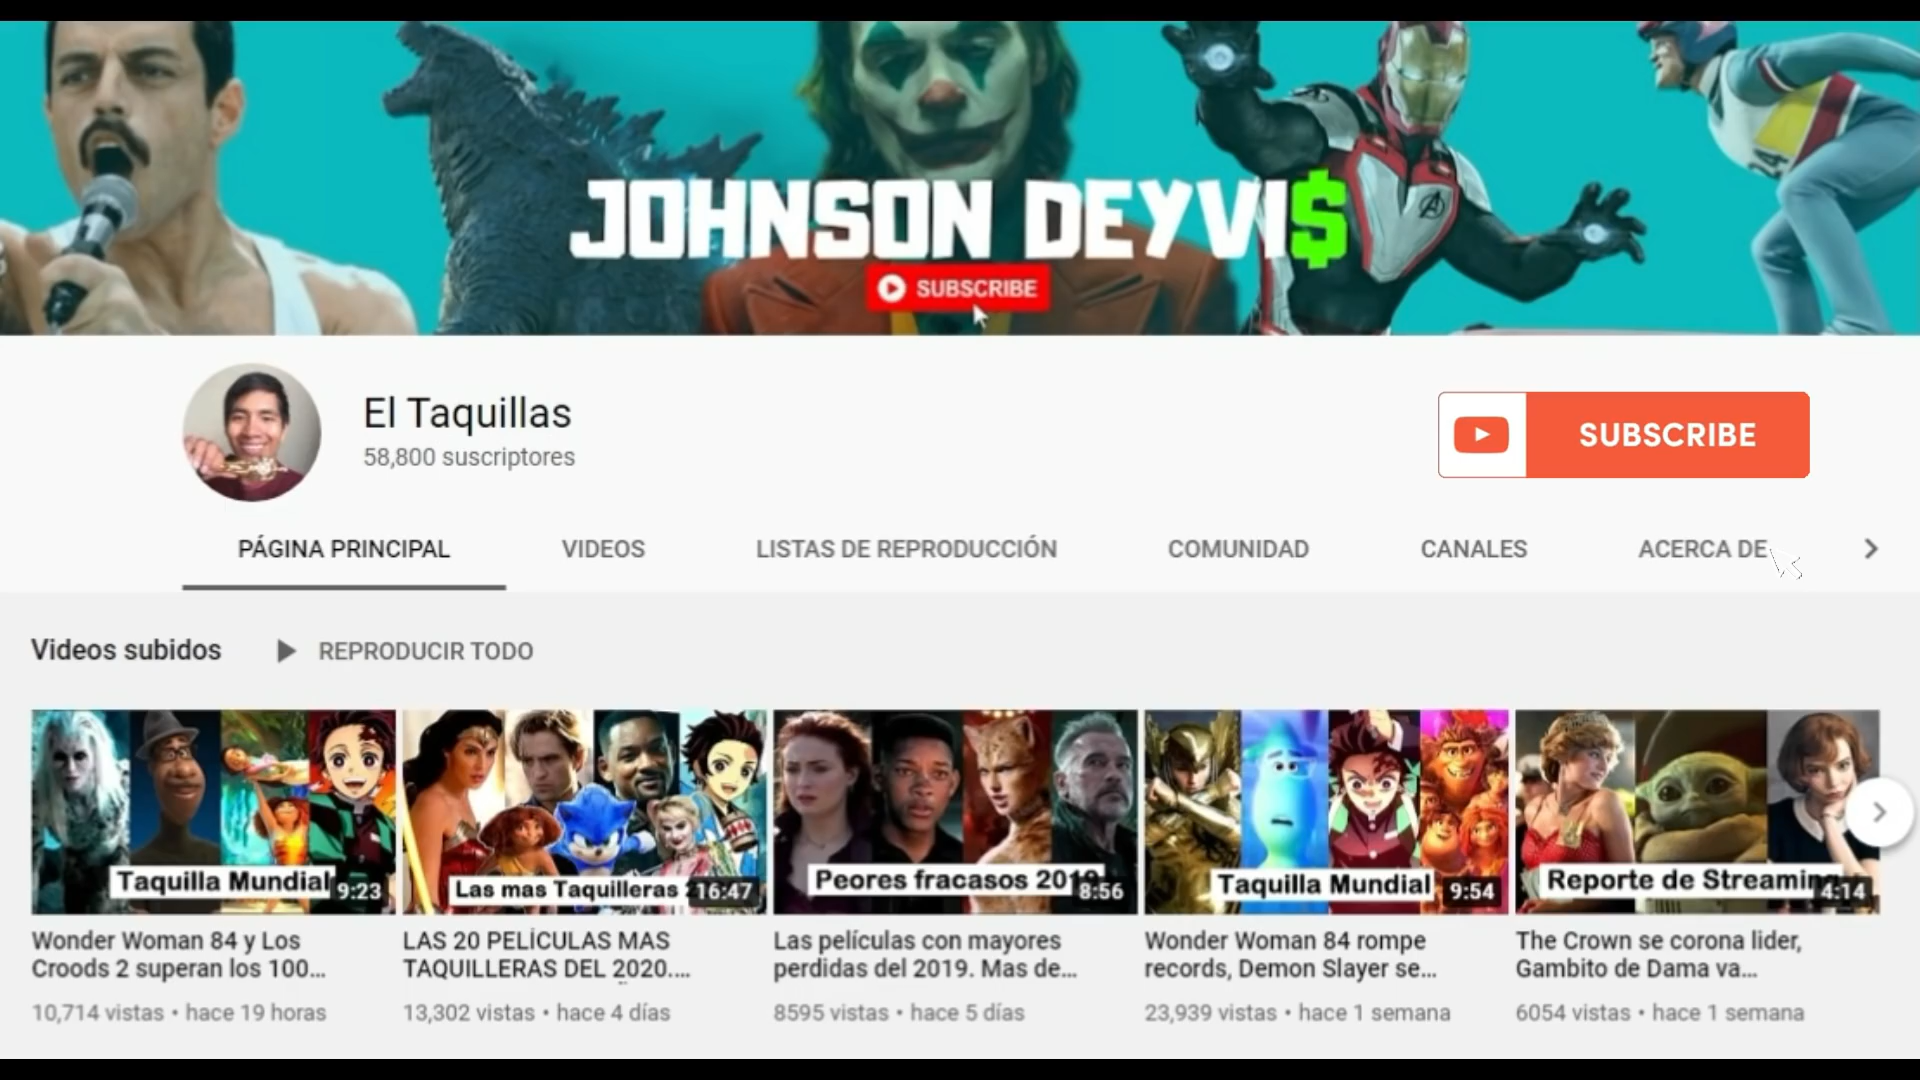 JOHNSON DEYVI$
SUBSCRIBE
El Taquillas
58,800 suscriptores
SUBSCRIBE
PÁGINA PRINCIPAL VIDEOS LISTAS DE REPRODUCCIÓN COMUNIDAD CANALES ACERCA DE
Videos subidos REPRODUCIR TODO
Taquilla Mundial 9:23
Las mas Taquilleras 16:47
Peores fracasos 2019 8:56
Taquilla Mundial 9:54
Reporte de Streaming 4:14
Wonder Woman 84 y Los
Croods 2 superan los 100...
10,714 vistas • hace 19 horas
LAS 20 PELÍCULAS MAS
TAQUILLERAS DEL 2020....
13,302 vistas • hace 4 días
Las películas con mayores
perdidas del 2019. Mas de...
8595 vistas • hace 5 días
Wonder Woman 84 rompe
records, Demon Slayer se...
23,939 vistas • hace 1 semana
The Crown se corona lider,
Gambito de Dama va...
6054 vistas • hace 1 semana